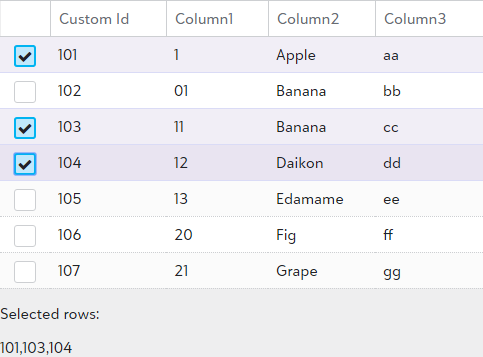 Custom Id Column1 Column2 Column3
101 1 Apple aa
102 01 Banana bb
103 11 Banana cc
104 12 Daikon dd
105 13 Edamame ee
106 20 Fig ff
107 21 Grape gg
Selected rows:
101,103,104